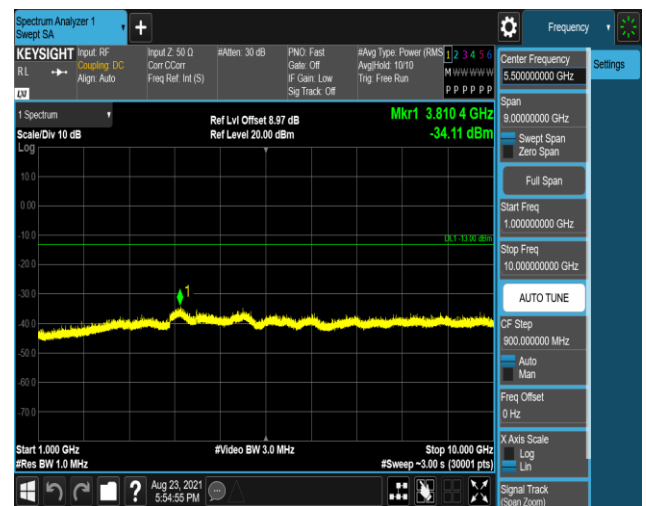 Spectrum Analyzer 1
Swept SA
Frequency
KEYSIGHT
RL
LXI
Input: RF
Coupling: DC
Align: Auto
Input Z: 50 Ω
Corr CCorr
Freq Ref: Int (S)
#Atten: 30 dB
PNO: Fast
Gate: Off
IF Gain: Low
Sig Track: Off
#Avg Type: Power (RMS
Avg|Hold: 10/10
Trig: Free Run
1 2 3 4 5 6
M W W W W W
P P P P P P
1 Spectrum
Scale/Div 10 dB
Log
Ref Lvl Offset 8.97 dB
Ref Level 20.00 dBm
Mkr1 3.810 4 GHz
-34.11 dBm
10.0
0.00
-10.0
DL1 -13.00 dBm
-20.0
-30.0
1
-40.0
-50.0
-60.0
-70.0
Start 1.000 GHz
#Res BW 1.0 MHz
#Video BW 3.0 MHz
Stop 10.000 GHz
#Sweep ~3.00 s (30001 pts)
Aug 23, 2021
5:54:55 PM
Center Frequency
5.500000000 GHz
Settings
Span
9.00000000 GHz
Swept Span
Zero Span
Full Span
Start Freq
1.000000000 GHz
Stop Freq
10.000000000 GHz
AUTO TUNE
CF Step
900.000000 MHz
Auto
Man
Freq Offset
0 Hz
X Axis Scale
Log
Lin
Signal Track
(Span Zoom)